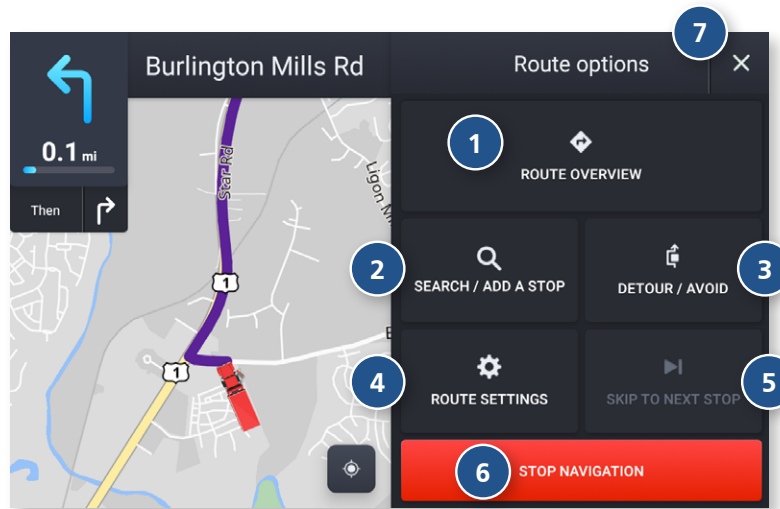 7
Burlington Mills Rd
Route options
0.1 mi
Then
Star Rd
Ligon M
1
1
E
1
ROUTE OVERVIEW
2
SEARCH / ADD A STOP
3
DETOUR / AVOID
4
ROUTE SETTINGS
5
SKIP TO NEXT STOP
6
STOP NAVIGATION